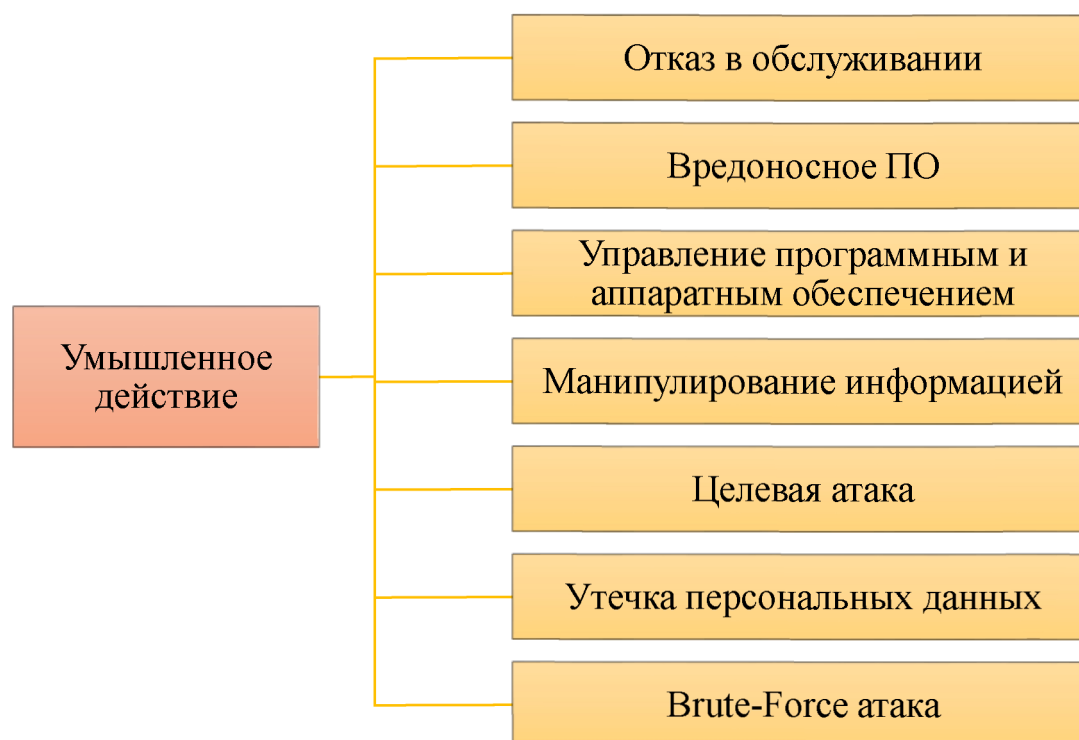 Отказ в обслуживании
Вредоносное ПО
Управление программным и
аппаратным обеспечением
Умышленное
действие
Манипулирование информацией
Целевая атака
Утечка персональных данных
Brute-Force атака